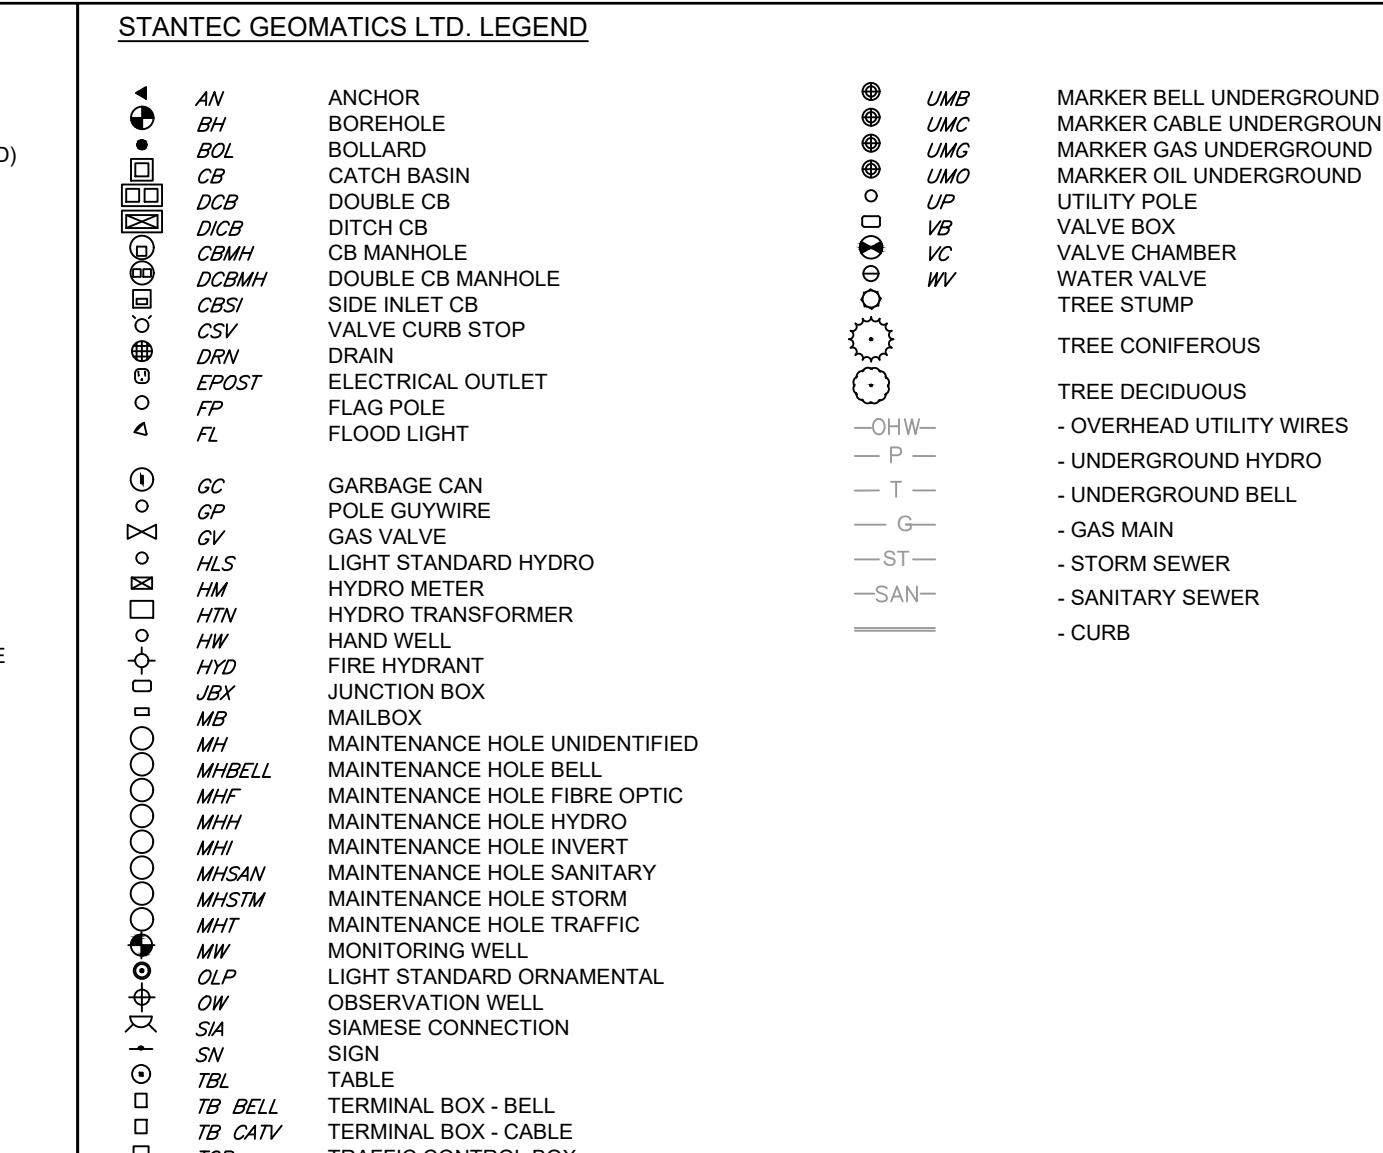 STANTEC GEOMATICS LTD. LEGEND
AN ANCHOR
BH BOREHOLE
BOL BOLLARD
CB CATCH BASIN
DCB DOUBLE CB
DICB DITCH CB
CBMH CB MANHOLE
DCBMH DOUBLE CB MANHOLE
CBSI SIDE INLET CB
CSV VALVE CURB STOP
DRN DRAIN
EPOST ELECTRICAL OUTLET
FP FLAG POLE
FL FLOOD LIGHT
GC GARBAGE CAN
GP POLE GUYWIRE
GV GAS VALVE
HLS LIGHT STANDARD HYDRO
HM HYDRO METER
HTN HYDRO TRANSFORMER
HW HAND WELL
HYD FIRE HYDRANT
JBX JUNCTION BOX
MB MAILBOX
MH MAINTENANCE HOLE UNIDENTIFIED
MHBELL MAINTENANCE HOLE BELL
MHF MAINTENANCE HOLE FIBRE OPTIC
MHH MAINTENANCE HOLE HYDRO
MHI MAINTENANCE HOLE INVERT
MHSAN MAINTENANCE HOLE SANITARY
MHSTM MAINTENANCE HOLE STORM
MHT MAINTENANCE HOLE TRAFFIC
MW MONITORING WELL
OLP LIGHT STANDARD ORNAMENTAL
OW OBSERVATION WELL
SIA SIAMESE CONNECTION
SN SIGN
TBL TABLE
TB BELL TERMINAL BOX - BELL
TB CATV TERMINAL BOX - CABLE
TRAFFIC CONTROL BOX
UMB MARKER BELL UNDERGROUND
UMC MARKER CABLE UNDERGROUN
UMG MARKER GAS UNDERGROUND
UMO MARKER OIL UNDERGROUND
UP UTILITY POLE
VB VALVE BOX
VC VALVE CHAMBER
WV WATER VALVE
TREE STUMP
TREE CONIFEROUS
TREE DECIDUOUS
OHW - OVERHEAD UTILITY WIRES
P - UNDERGROUND HYDRO
T - UNDERGROUND BELL
G - GAS MAIN
ST - STORM SEWER
SAN - SANITARY SEWER
- CURB
D)
E